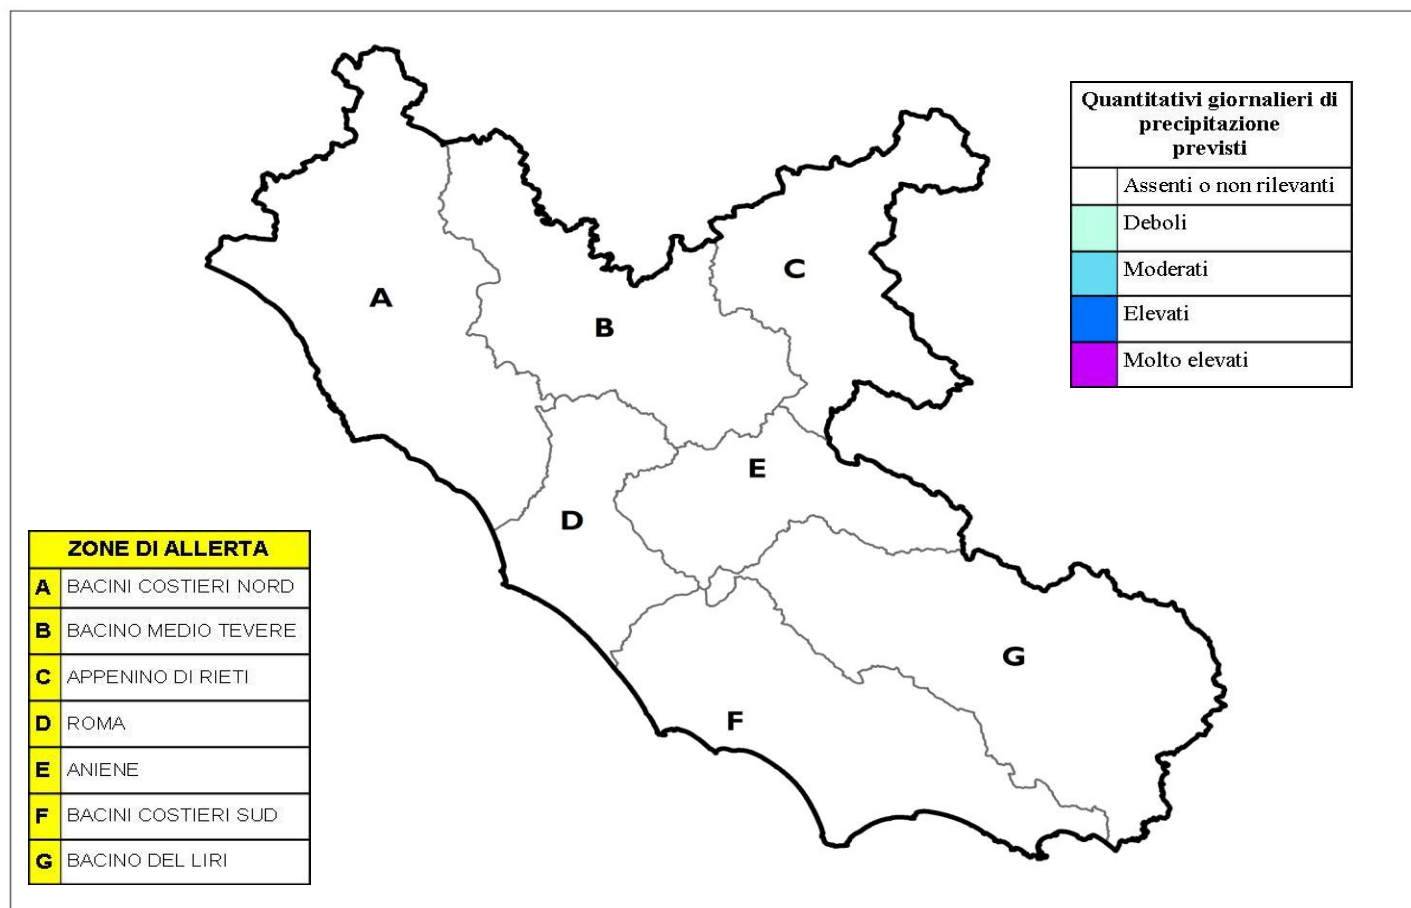 Quantitativi giornalieri di
precipitazione
previsti
Assenti o non rilevanti
Deboli
Moderati
Elevati
Molto elevati
A
B
C
D
E
F
G
ZONE DI ALLERTA
A BACINI COSTIERI NORD
B BACINO MEDIO TEVERE
C APPENINO DI RIETI
D ROMA
E ANIENE
F BACINI COSTIERI SUD
G BACINO DEL LIRI